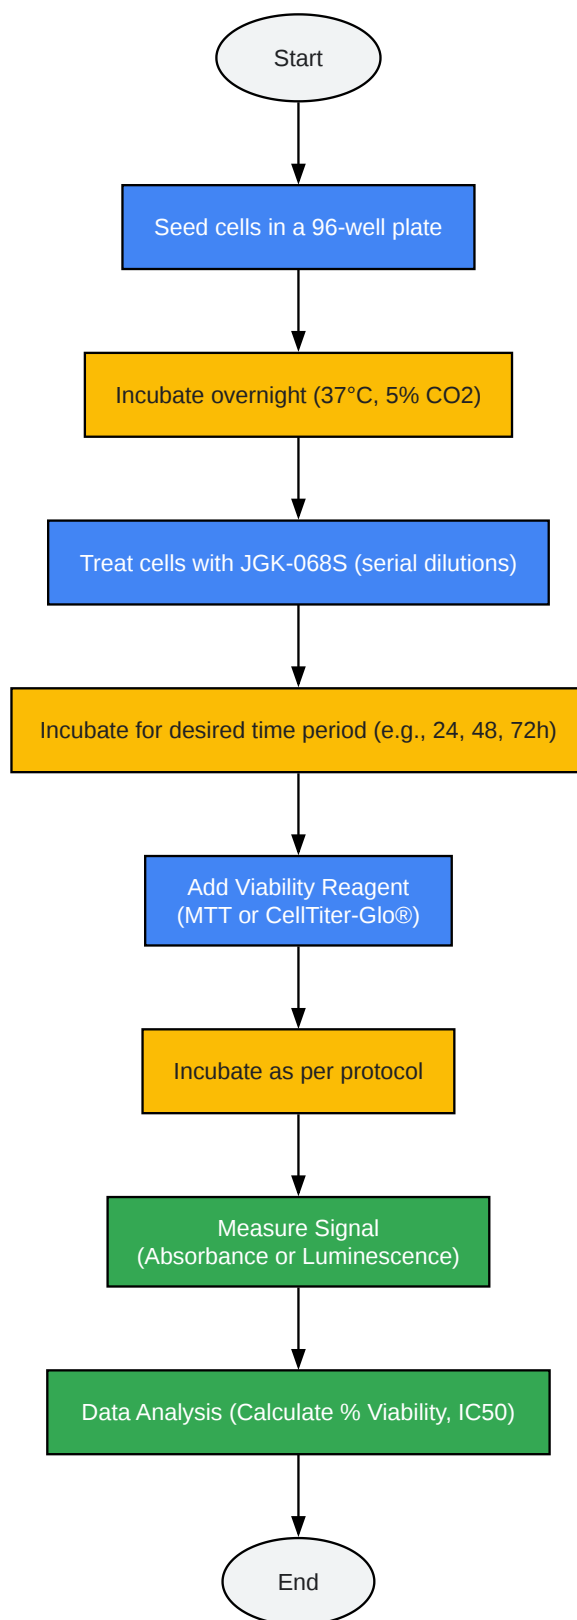 Start
Seed cells in a 96-well plate
Incubate overnight (37°C, 5% CO2)
Treat cells with JGK-068S (serial dilutions)
Incubate for desired time period (e.g., 24, 48, 72h)
Add Viability Reagent
(MTT or CellTiter-Glo®)
Incubate as per protocol
Measure Signal
(Absorbance or Luminescence)
Data Analysis (Calculate % Viability, IC50)
End